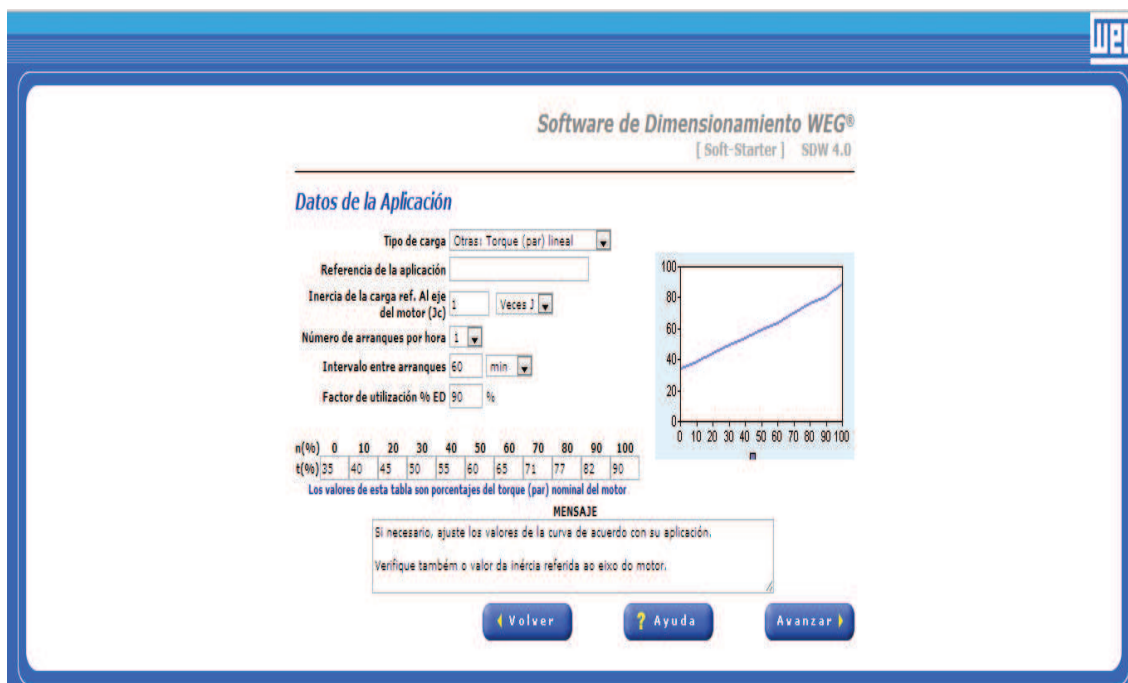 weg
Software de Dimensionamiento WEG®
[ Soft-Starter ] SDW 4.0
Datos de la Aplicación
Tipo de carga Otras: Torque (par) lineal
Referencia de la aplicación
Inercia de la carga ref. Al eje
del motor (Jc) 1 Veces J
Número de arranques por hora 1
Intervalo entre arranques 60 min
Factor de utilización % ED 90 %
100
80
60
40
20
0
0 10 20 30 40 50 60 70 80 90 100
n(%) 0 10 20 30 40 50 60 70 80 90 100
t(%) 35 40 45 50 55 60 65 71 77 82 90
Los valores de esta tabla son porcentajes del torque (par) nominal del motor
MENSAJE
Si necesario, ajuste los valores de la curva de acuerdo con su aplicación.
Verifique também o valor da inércia referida ao eixo do motor.
Volver ? Ayuda Avanzar